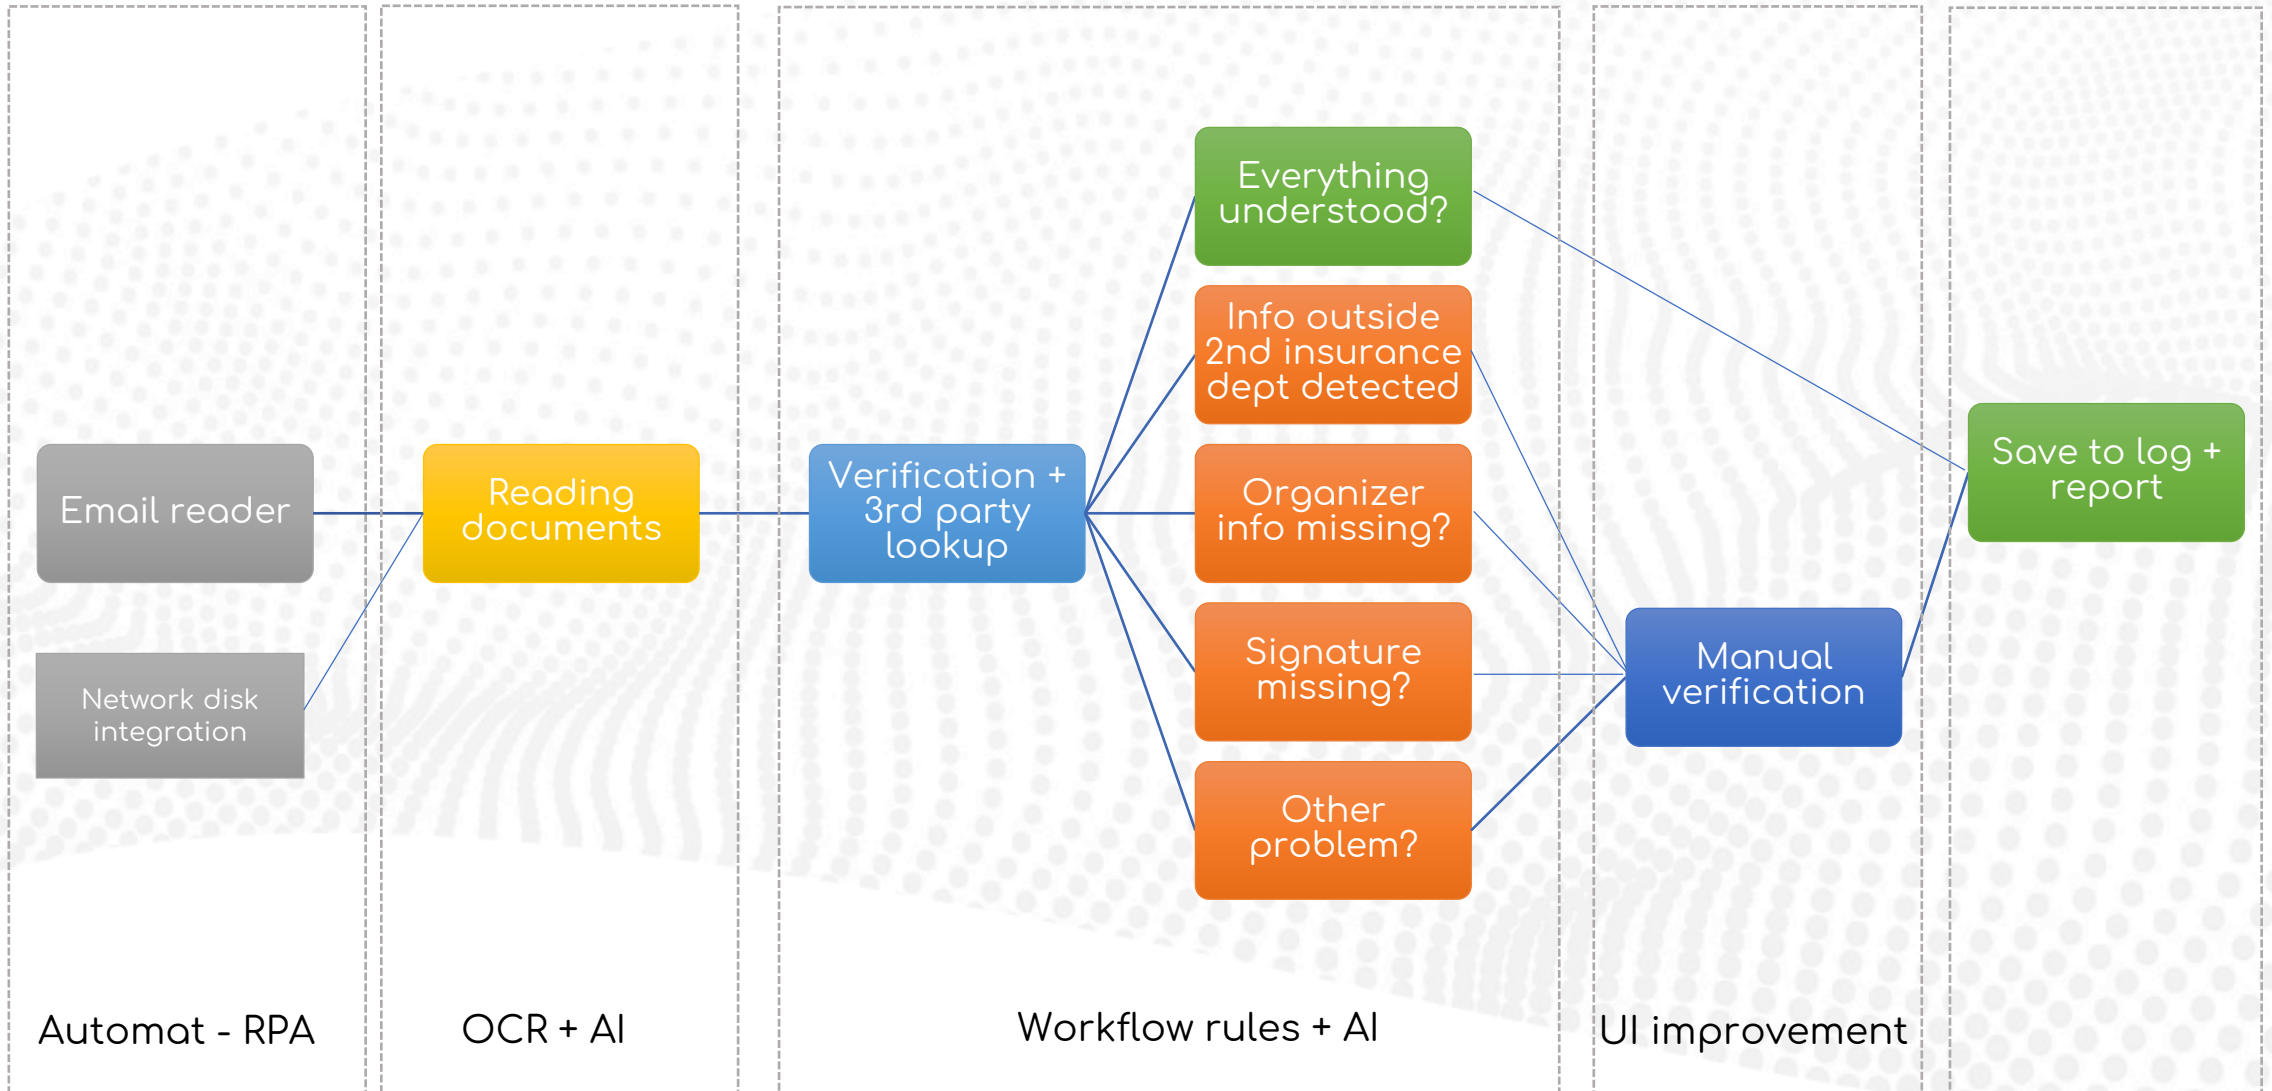 Email reader
Network disk
integration
Automat - RPA
Reading
documents
OCR + AI
Verification +
3rd party
lookup
Everything
understood?
Info outside
2nd insurance
dept detected
Organizer
info missing?
Signature
missing?
Other
problem?
Workflow rules + AI
Manual
verification
UI improvement
Save to log +
report